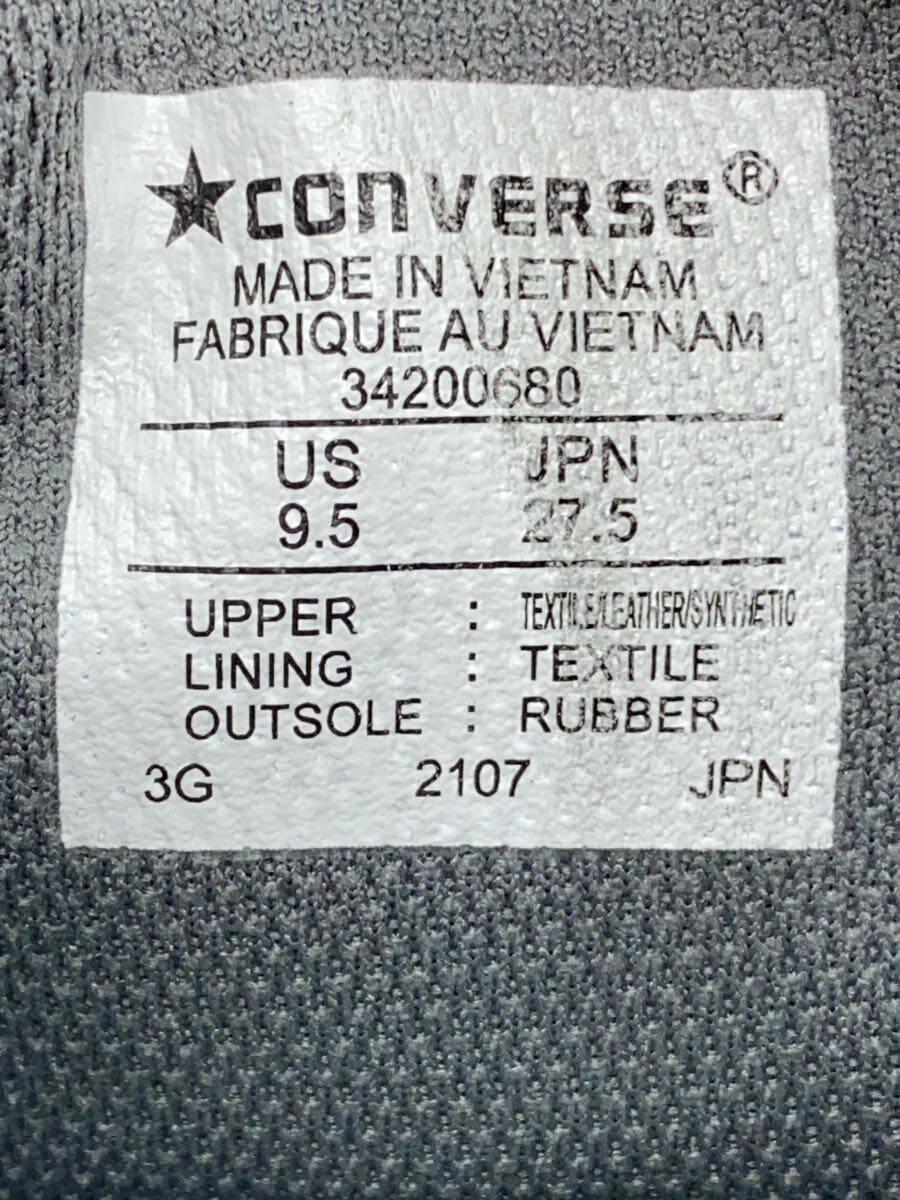 ★CONVERSE®
MADE IN VIETNAM
FABRIQUE AU VIETNAM
34200680
US JPN
9.5 27.5
UPPER : TEXTILE/LEATHER/SYNTHETIC
LINING : TEXTILE
OUTSOLE : RUBBER
3G 2107 JPN